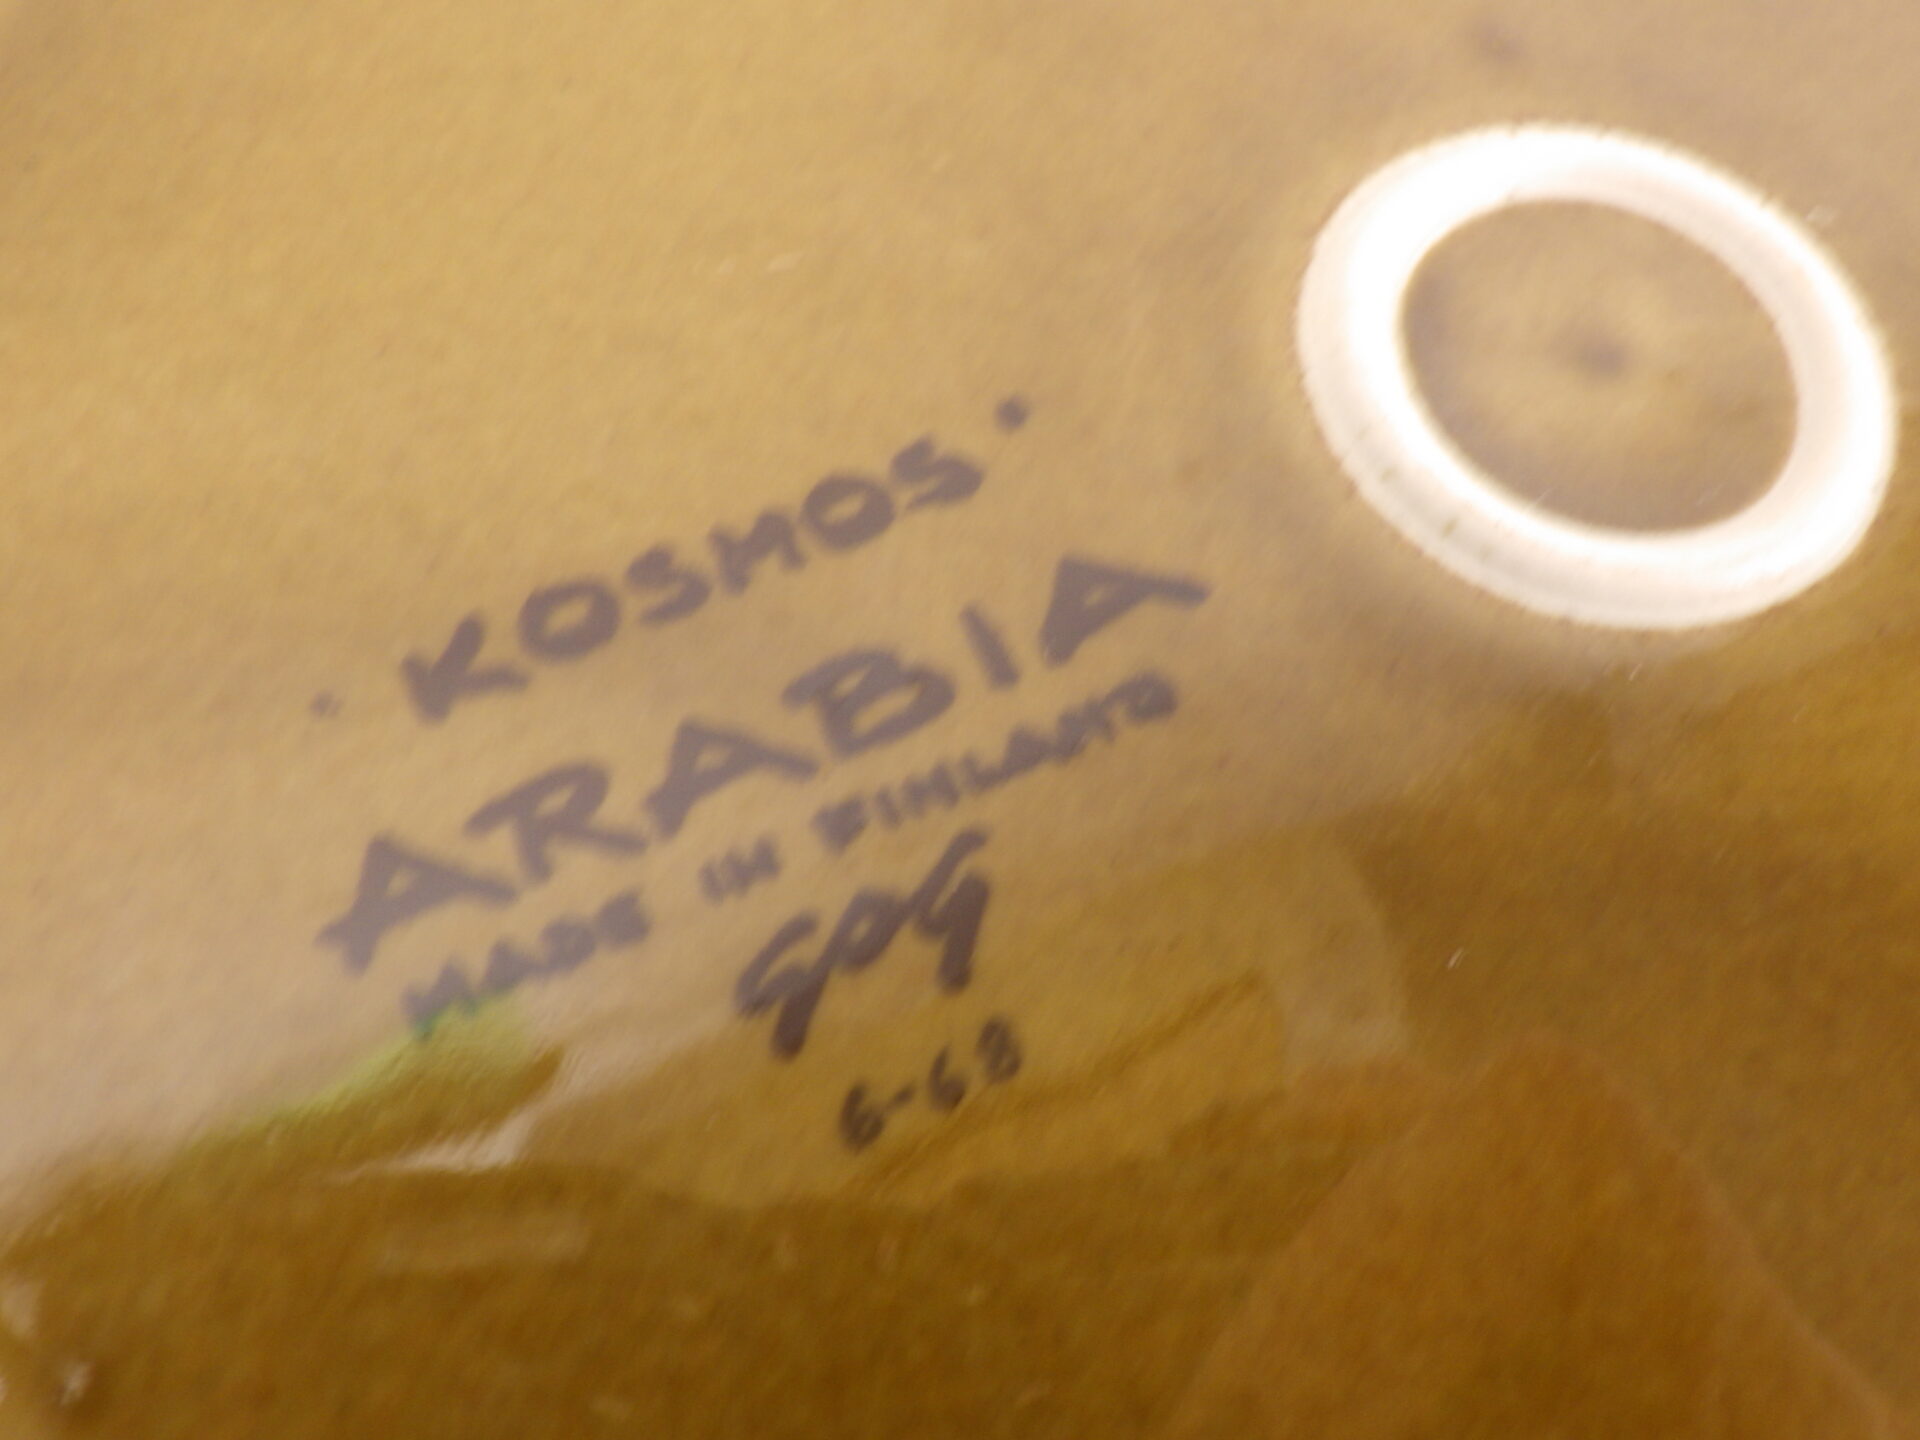 · KOSMOS ·
ARABIA
MADE IN FINLAND
GOG
6-68